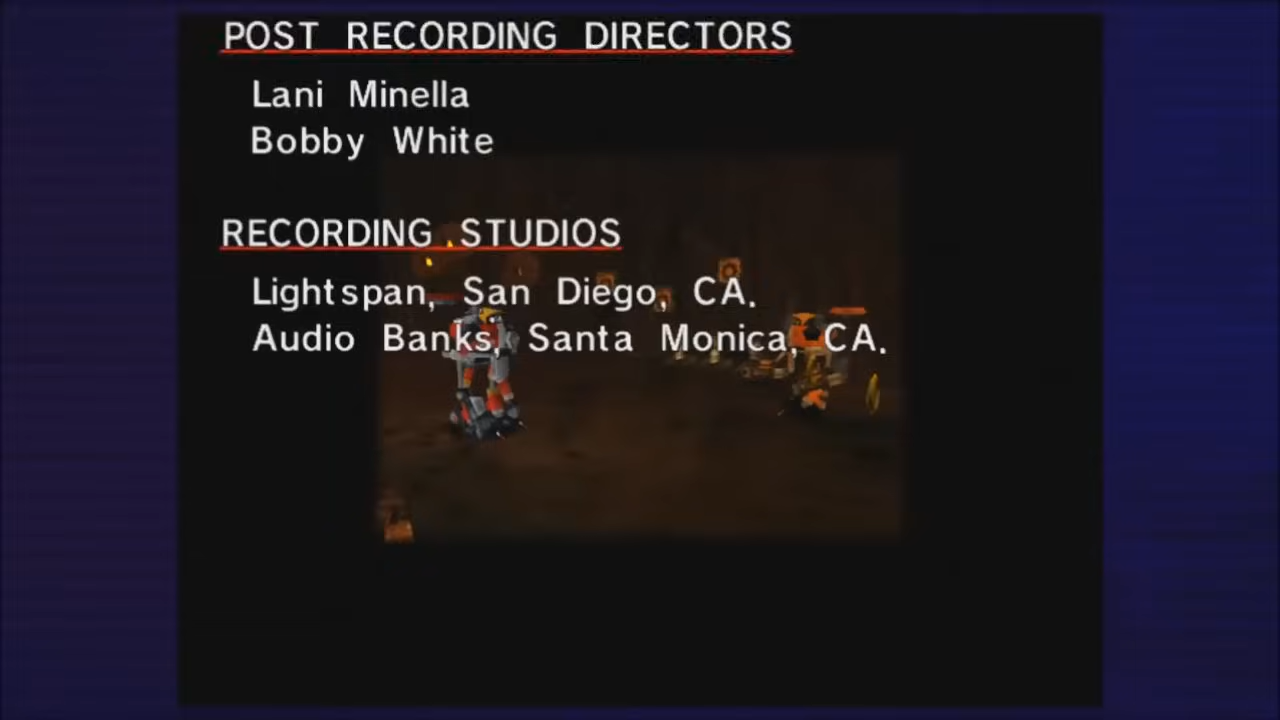 POST RECORDING DIRECTORS
Lani Minella
Bobby White
RECORDING STUDIOS
Lightspan, San Diego, CA.
Audio Banks, Santa Monica, CA.